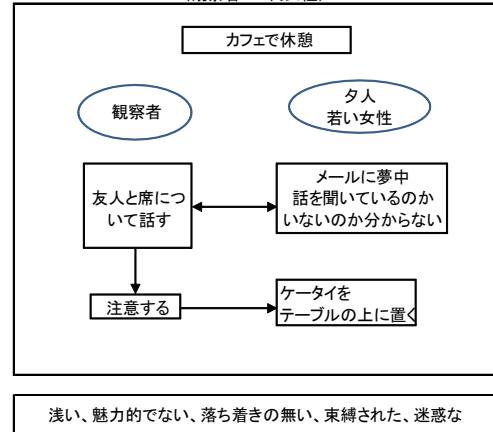 カフェで休憩
観察者
夕人
若い女性
友人と席につ
いて話す
メールに夢中
話を聞いているのか
いないのか分からない
注意する
ケータイを
テーブルの上に置く
浅い、魅力的でない、落ち着きの無い、束縛された、迷惑な